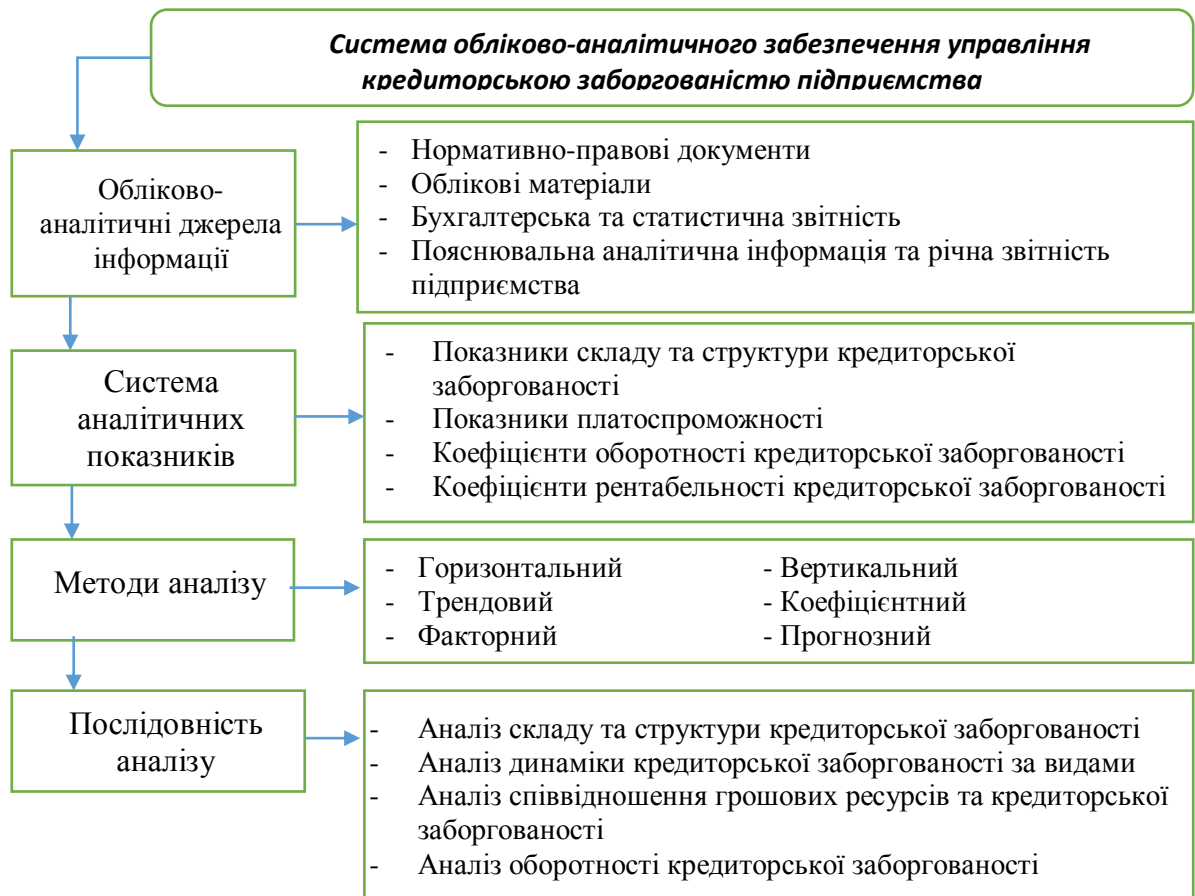 Система обліково-аналітичного забезпечення управління
кредиторською заборгованістю підприємства
Обліково-
аналітичні джерела
інформації
- Нормативно-правові документи
- Облікові матеріали
- Бухгалтерська та статистична звітність
- Пояснювальна аналітична інформація та річна звітність
підприємства
Система
аналітичних
показників
- Показники складу та структури кредиторської
заборгованості
- Показники платоспроможності
- Коефіцієнти оборотності кредиторської заборгованості
- Коефіцієнти рентабельності кредиторської заборгованості
Методи аналізу
- Горизонтальний - Вертикальний
- Трендовий - Коефіцієнтний
- Факторний - Прогнозний
Послідовність
аналізу
- Аналіз складу та структури кредиторської заборгованості
- Аналіз динаміки кредиторської заборгованості за видами
- Аналіз співвідношення грошових ресурсів та кредиторської
заборгованості
- Аналіз оборотності кредиторської заборгованості